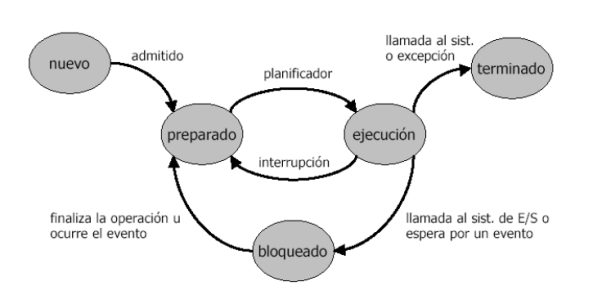 llamada al sist.
o excepción
nuevo
admitido
terminado
planificador
preparado
ejecución
interrupción
finaliza la operación u
ocurre el evento
llamada al sist. de E/S o
espera por un evento
bloqueado